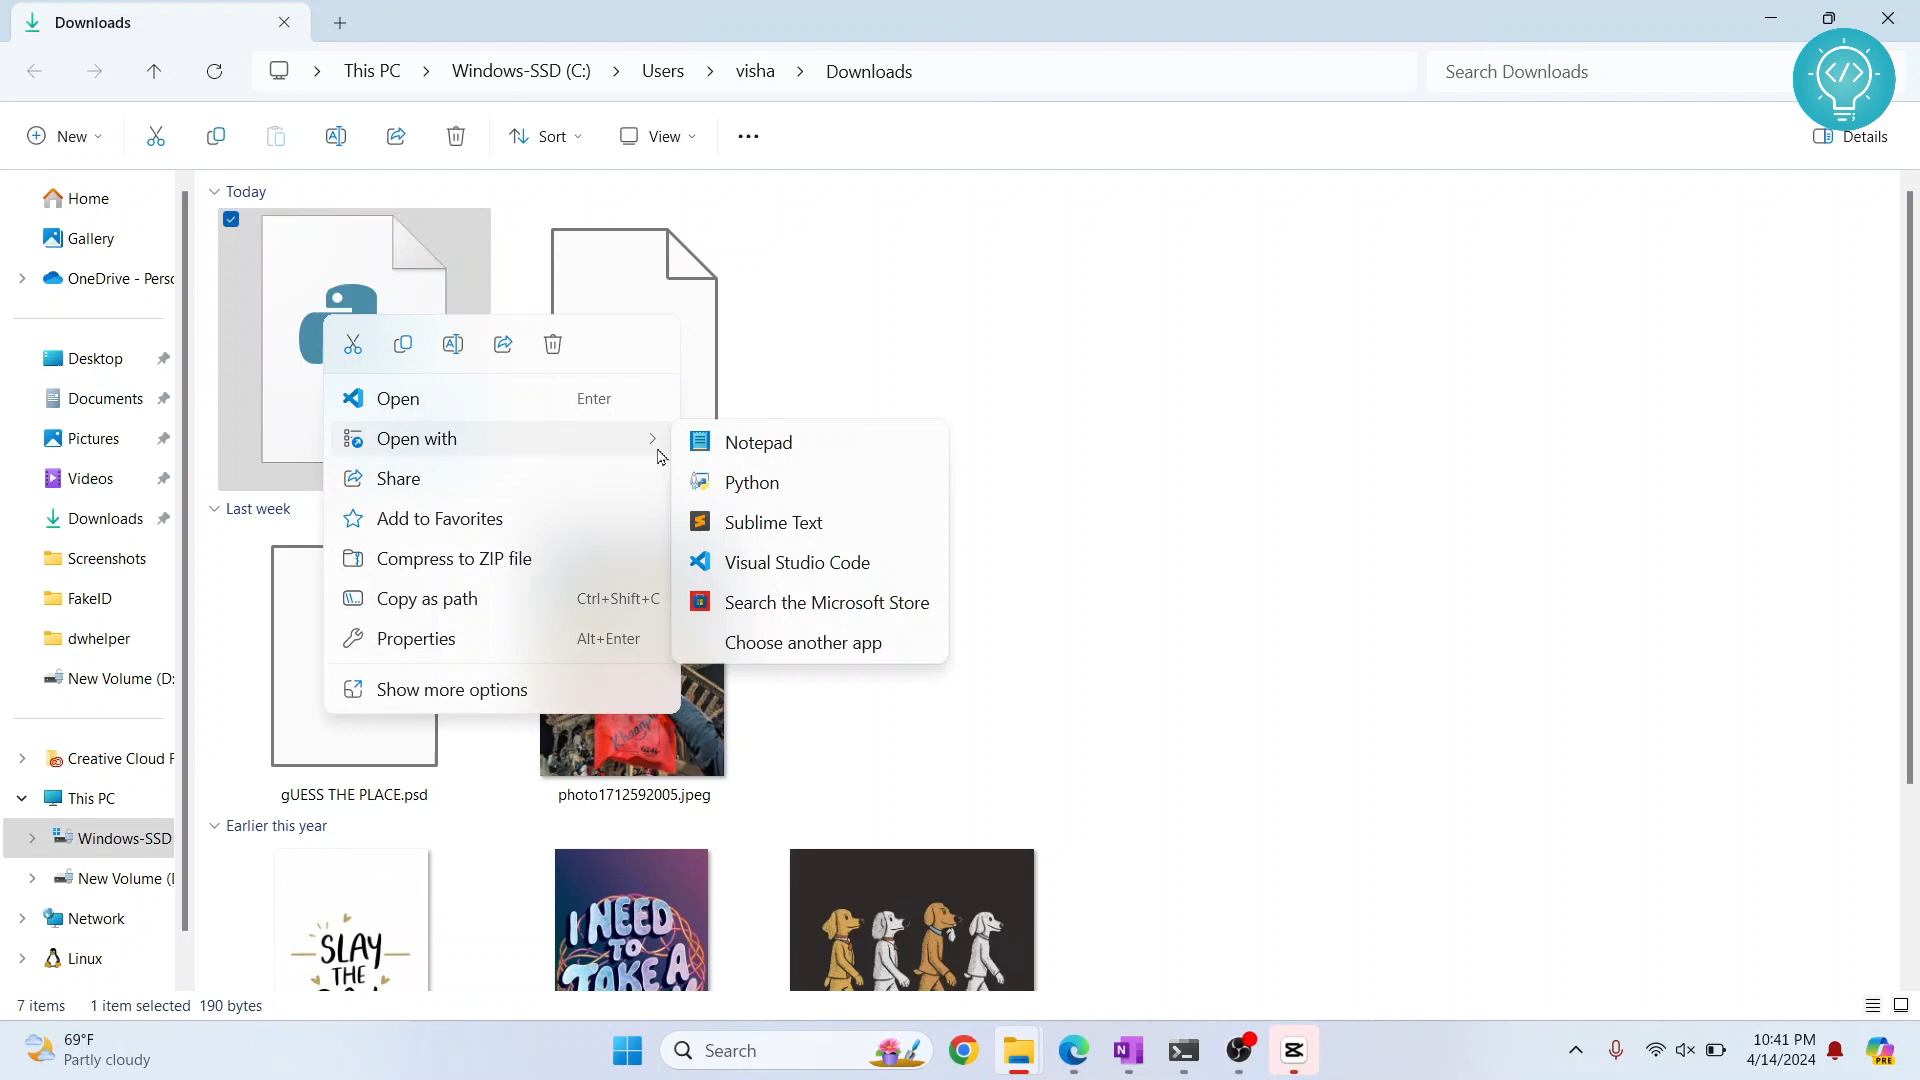 Downloads
This PC
Windows-SSD (C:)
Users
visha
Downloads
Search Downloads
New
Sort
View
Details
Home
Gallery
OneDrive - Perso
Desktop
Documents
Pictures
Videos
Downloads
Screenshots
FakeID
dwhelper
New Volume (D:
Creative Cloud F
This PC
Windows-SSD
New Volume (
Network
Linux
Today
Open Enter
Open with
Share
Add to Favorites
Compress to ZIP file
Copy as path Ctrl+Shift+C
Properties Alt+Enter
Show more options
Notepad
Python
Sublime Text
Visual Studio Code
Search the Microsoft Store
Choose another app
Last week
Khaanpi
gUESS THE PLACE.psd
photo1712592005.jpeg
Earlier this year
SLAY
THE
I NEED
TO
TAKE A
7 items
1 item selected 190 bytes
69°F
Partly cloudy
Search
10:41 PM
4/14/2024
PRE